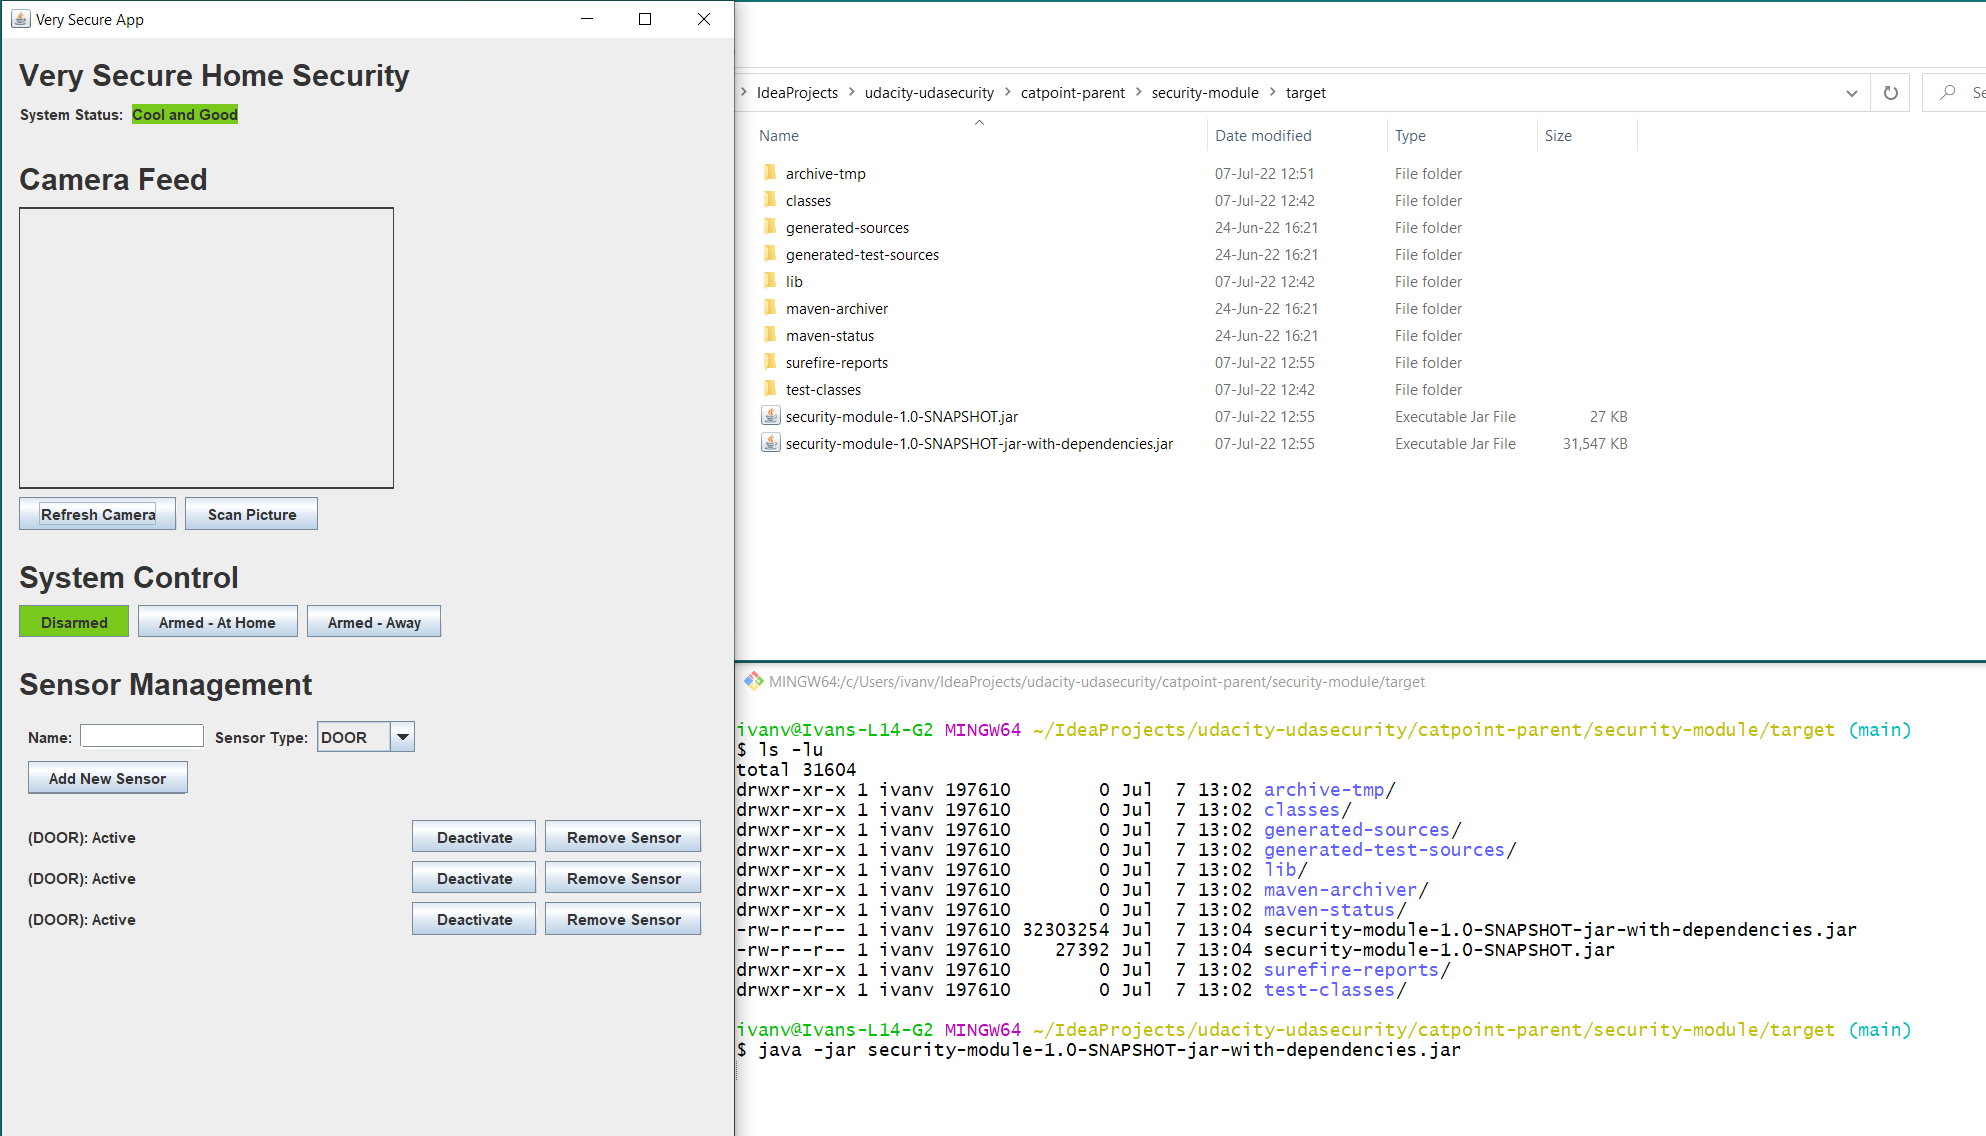 Very Secure App
Very Secure Home Security
System Status: Cool and Good
Camera Feed
Refresh Camera Scan Picture
System Control
Disarmed Armed - At Home Armed - Away
Sensor Management
Name: Sensor Type: DOOR
Add New Sensor
(DOOR): Active Deactivate Remove Sensor
(DOOR): Active Deactivate Remove Sensor
(DOOR): Active Deactivate Remove Sensor
IdeaProjects > udacity-udasecurity > catpoint-parent > security-module > target
Se
Name Date modified Type Size
archive-tmp 07-Jul-22 12:51 File folder
classes 07-Jul-22 12:42 File folder
generated-sources 24-Jun-22 16:21 File folder
generated-test-sources 24-Jun-22 16:21 File folder
lib 07-Jul-22 12:42 File folder
maven-archiver 24-Jun-22 16:21 File folder
maven-status 24-Jun-22 16:21 File folder
surefire-reports 07-Jul-22 12:55 File folder
test-classes 07-Jul-22 12:42 File folder
security-module-1.0-SNAPSHOT.jar 07-Jul-22 12:55 Executable Jar File 27 KB
security-module-1.0-SNAPSHOT-jar-with-dependencies.jar 07-Jul-22 12:55 Executable Jar File 31,547 KB
MINGW64:/c/Users/ivanv/IdeaProjects/udacity-udasecurity/catpoint-parent/security-module/target
ivanv@Ivans-L14-G2 MINGW64 ~/IdeaProjects/udacity-udasecurity/catpoint-parent/security-module/target (main)
$ ls -lu
total 31604
drwxr-xr-x 1 ivanv 197610 0 Jul 7 13:02 archive-tmp/
drwxr-xr-x 1 ivanv 197610 0 Jul 7 13:02 classes/
drwxr-xr-x 1 ivanv 197610 0 Jul 7 13:02 generated-sources/
drwxr-xr-x 1 ivanv 197610 0 Jul 7 13:02 generated-test-sources/
drwxr-xr-x 1 ivanv 197610 0 Jul 7 13:02 lib/
drwxr-xr-x 1 ivanv 197610 0 Jul 7 13:02 maven-archiver/
drwxr-xr-x 1 ivanv 197610 0 Jul 7 13:02 maven-status/
-rw-r--r-- 1 ivanv 197610 32303254 Jul 7 13:04 security-module-1.0-SNAPSHOT-jar-with-dependencies.jar
-rw-r--r-- 1 ivanv 197610 27392 Jul 7 13:04 security-module-1.0-SNAPSHOT.jar
drwxr-xr-x 1 ivanv 197610 0 Jul 7 13:02 surefire-reports/
drwxr-xr-x 1 ivanv 197610 0 Jul 7 13:02 test-classes/
ivanv@Ivans-L14-G2 MINGW64 ~/IdeaProjects/udacity-udasecurity/catpoint-parent/security-module/target (main)
$ java -jar security-module-1.0-SNAPSHOT-jar-with-dependencies.jar